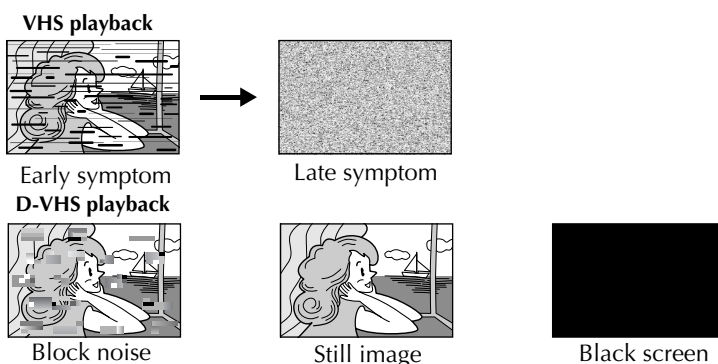 VHS playback
Early symptom
Late symptom
D-VHS playback
Block noise
Still image
Black screen